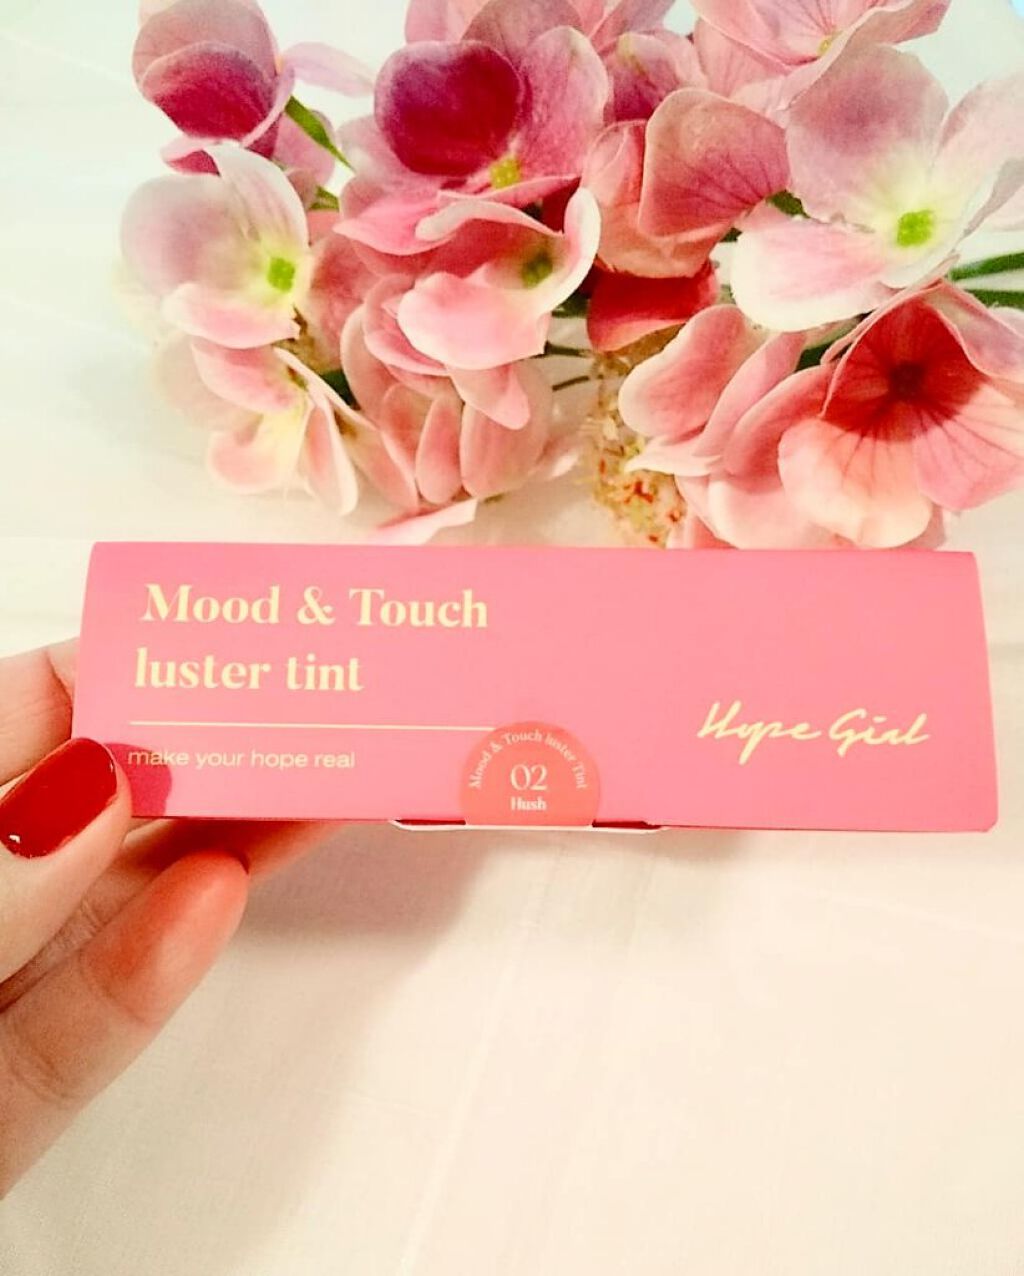 Mood & Touch
luster tint
make your hope real
Hope Girl
Mood & Touch luster Tint
02
Hush